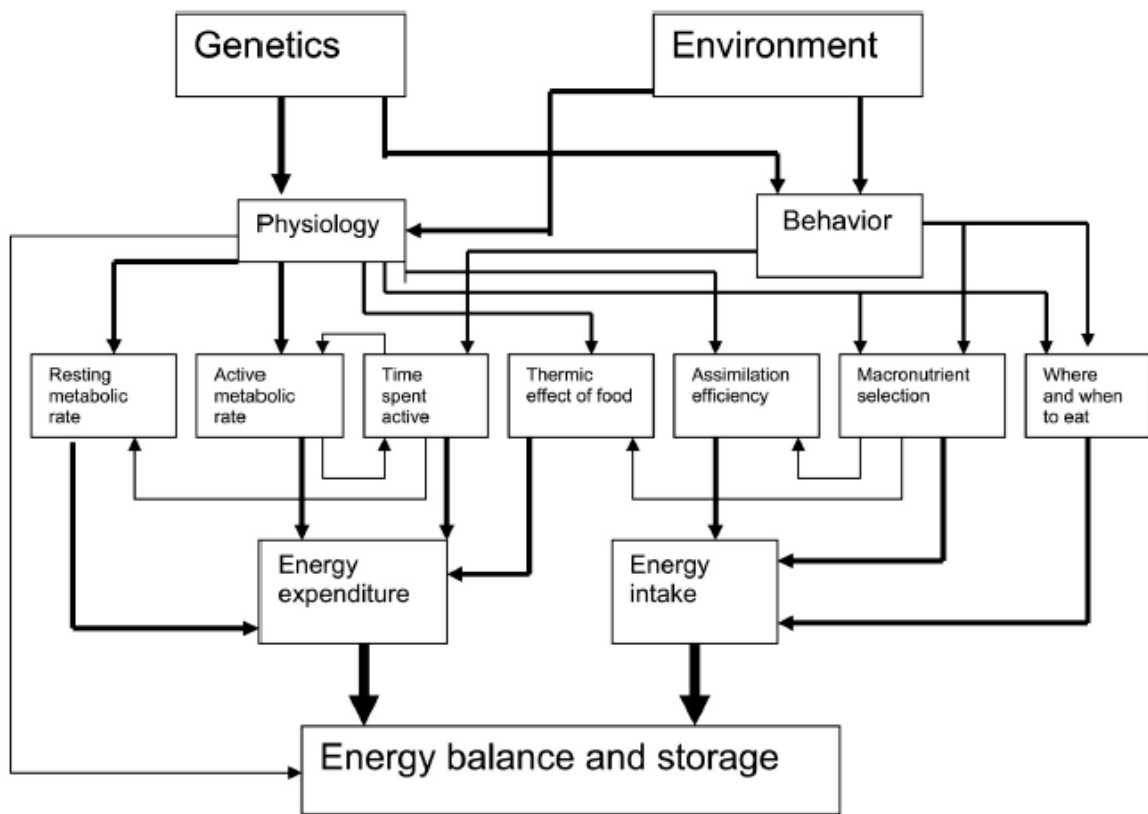 Genetics
Environment
Physiology
Behavior
Resting
metabolic
rate
Active
metabolic
rate
Time
spent
active
Thermic
effect of food
Assimilation
efficiency
Macronutrient
selection
Where
and when
to eat
Energy
expenditure
Energy
intake
Energy balance and storage